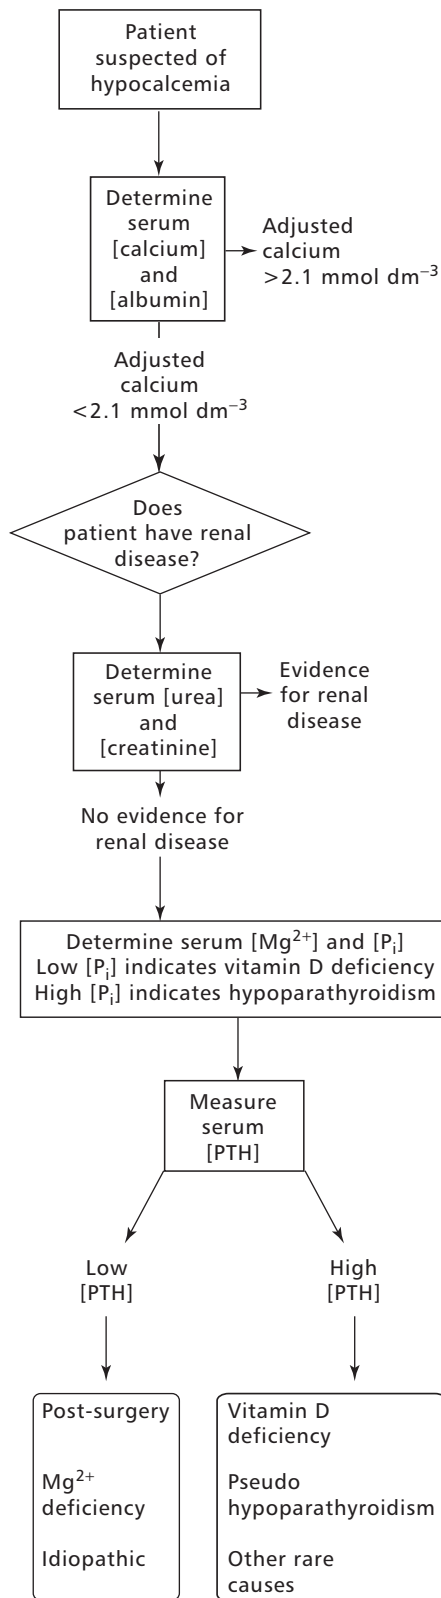 Patient
suspected of
hypocalcemia
Determine
serum
[calcium]
and
[albumin]
Adjusted
calcium
>2.1 mmol dm⁻³
Adjusted
calcium
<2.1 mmol dm⁻³
Does
patient have renal
disease?
Determine
serum [urea]
and
[creatinine]
Evidence
for renal
disease
No evidence for
renal disease
Determine serum [Mg²⁺] and [Pᵢ]
Low [Pᵢ] indicates vitamin D deficiency
High [Pᵢ] indicates hypoparathyroidism
Measure
serum
[PTH]
Low
[PTH]
High
[PTH]
Post-surgery
Mg²⁺
deficiency
Idiopathic
Vitamin D
deficiency
Pseudo
hypoparathyroidism
Other rare
causes